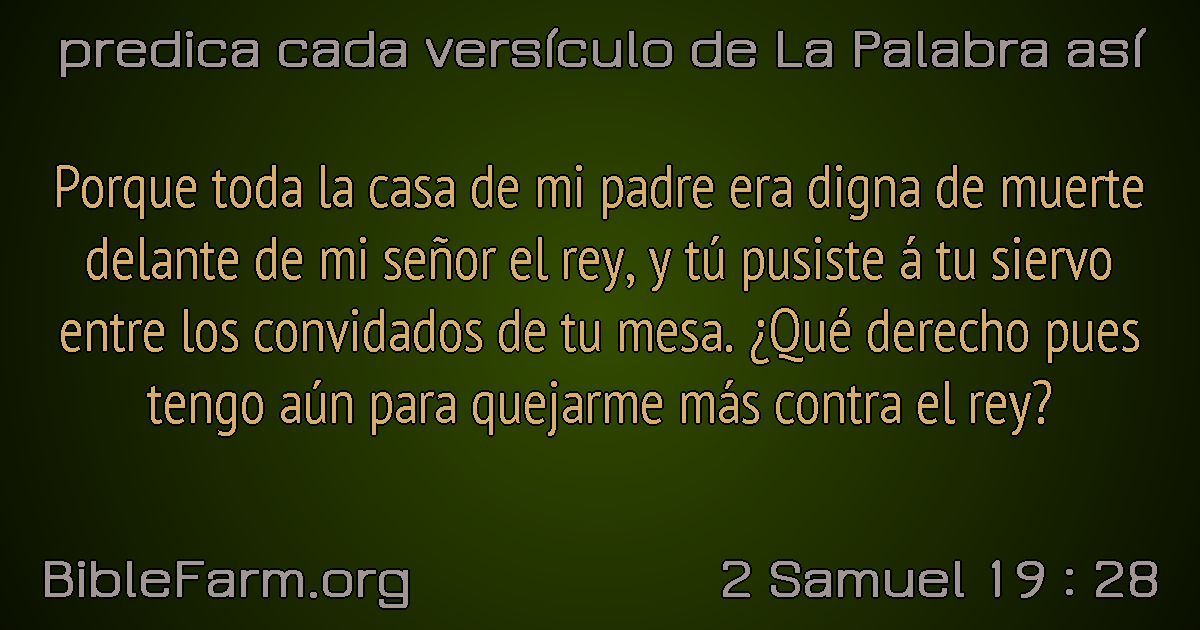 predica cada versículo de La Palabra así
Porque toda la casa de mi padre era digna de muerte
delante de mi señor el rey, y tú pusiste á tu siervo
entre los convidados de tu mesa. ¿Qué derecho pues
tengo aún para quejarme más contra el rey?
BibleFarm.org
2 Samuel 19 : 28